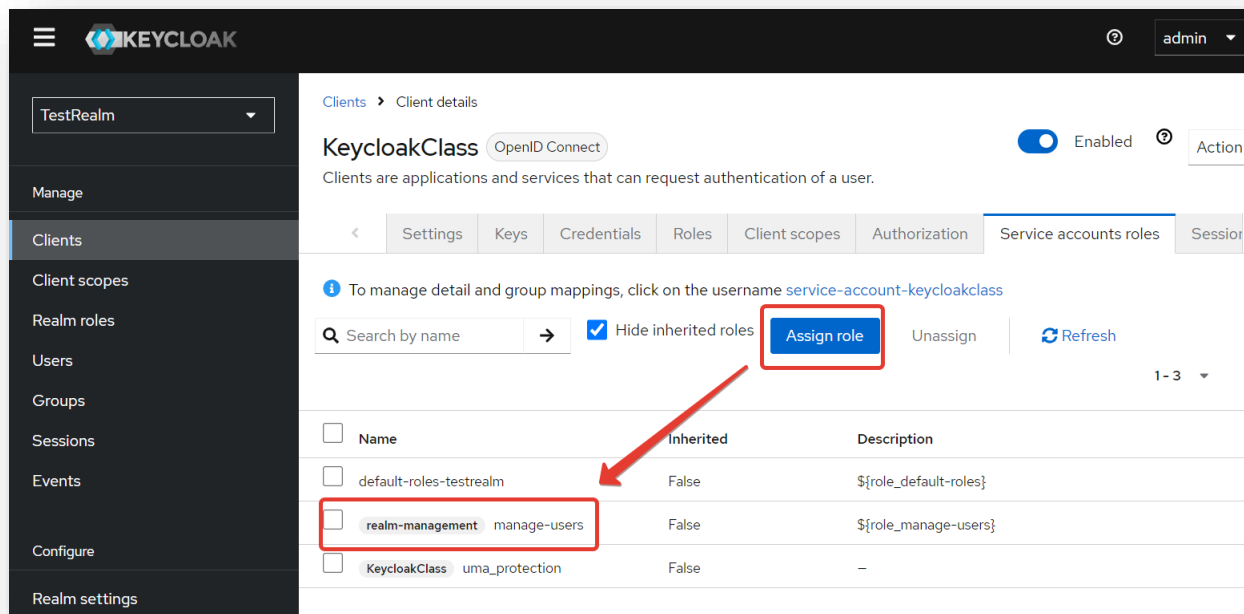 KEYCLOAK
admin
TestRealm
Manage
Clients
Client scopes
Realm roles
Users
Groups
Sessions
Events
Configure
Realm settings
Clients > Client details
KeycloakClass OpenID Connect
Enabled
Action
Clients are applications and services that can request authentication of a user.
Settings Keys Credentials Roles Client scopes Authorization Service accounts roles Session
To manage detail and group mappings, click on the username service-account-keycloakclass
Search by name Hide inherited roles Assign role Unassign Refresh
1 - 3
Name Inherited Description
default-roles-testrealm False ${role_default-roles}
realm-management manage-users False ${role_manage-users}
KeycloakClass uma_protection False –